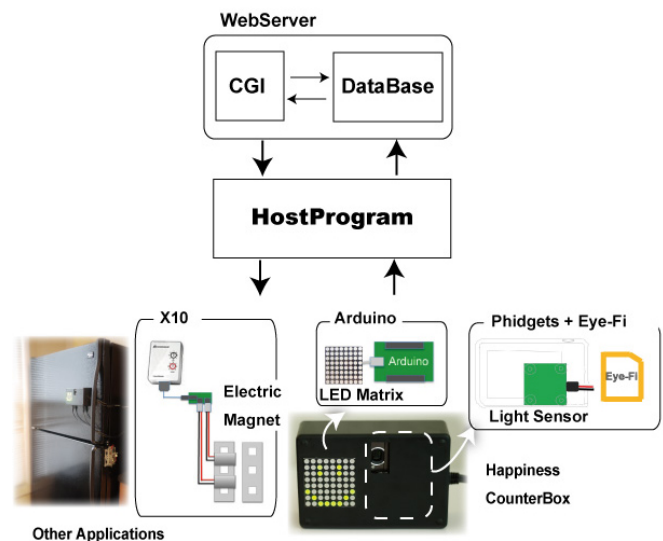 WebServer
CGI
DataBase
HostProgram
X10
Electric
Magnet
Arduino
Arduino
LED Matrix
Phidgets + Eye-Fi
Eye-Fi
Light Sensor
Happiness
CounterBox
Other Applications